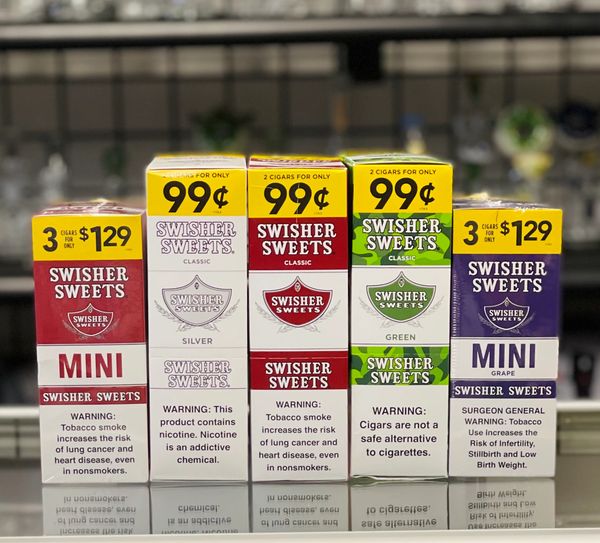 3 CIGARS FOR ONLY $1.29
SWISHER
SWEETS
SWISHER
SWEETS
MINI
SWISHER SWEETS
WARNING:
Tobacco smoke
increases the risk
of lung cancer and
heart disease, even
in nonsmokers.
2 CIGARS FOR ONLY
99¢
SWISHER
SWEETS.
CLASSIC
SWISHER
SWEETS
SILVER
SWISHER
SWEETS
WARNING: This
product contains
nicotine. Nicotine
is an addictive
chemical.
2 CIGARS FOR ONLY
99¢
SWISHER
SWEETS
CLASSIC
SWISHER
SWEETS
SWISHER
SWEETS
WARNING:
Tobacco smoke
increases the risk
of lung cancer and
heart disease, even
in nonsmokers.
2 CIGARS FOR ONLY
99¢
SWISHER
SWEETS
CLASSIC
SWISHER
SWEETS
GREEN
SWISHER
SWEETS
WARNING:
Cigars are not a
safe alternative
to cigarettes.
3 CIGARS FOR ONLY $1.29
SWISHER
SWEETS
SWISHER
SWEETS
MINI
GRAPE
SWISHER SWEETS
SURGEON GENERAL
WARNING: Tobacco
Use Increases the
Risk of Infertility,
Stillbirth and Low
Birth Weight.